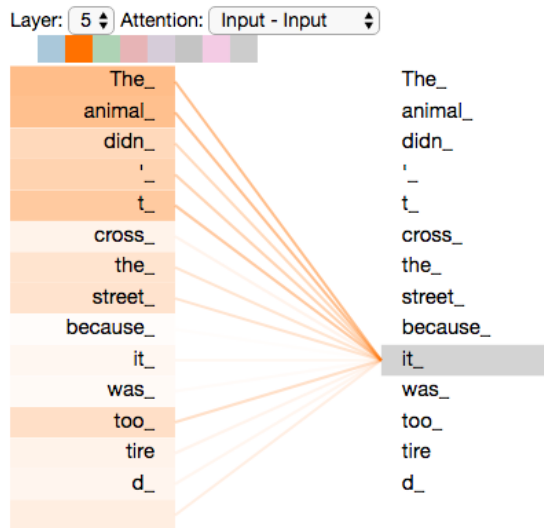 Layer: 5 Attention: Input - Input
The_ The_
animal_ animal_
didn_ didn_
'_ '_
t_ t_
cross_ cross_
the_ the_
street_ street_
because_ because_
it_ it_
was_ was_
too_ too_
tire tire
d_ d_